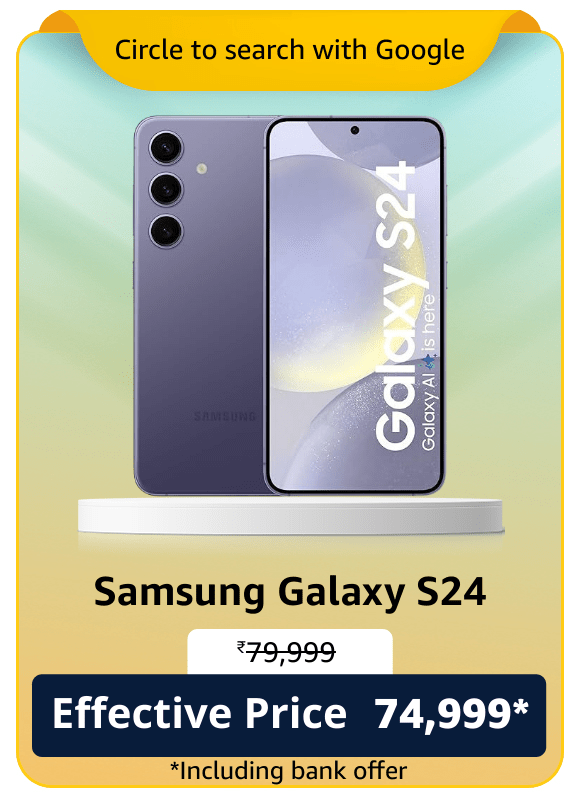 Circle to search with Google
SAMSUNG
Galaxy S24
Galaxy AI is here
Samsung Galaxy S24
₹79,999
Effective Price 74,999*
*Including bank offer